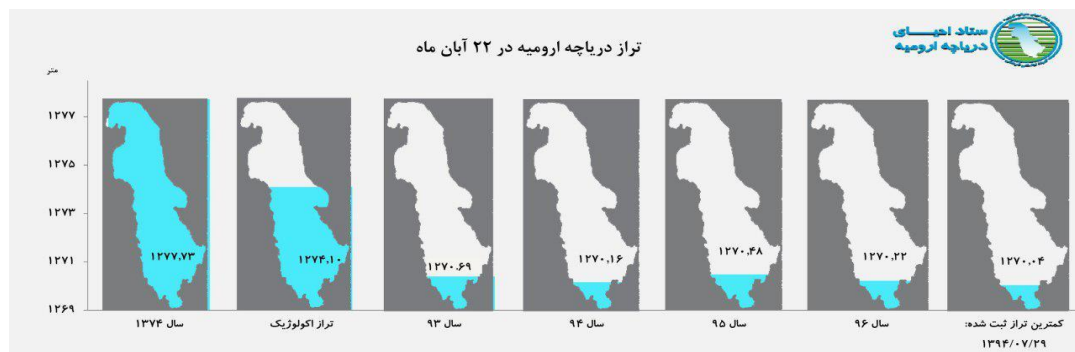 ستاد احیـــای
دریاچه ارومیه
تراز دریاچه ارومیه در ۲۲ آبان ماه
متر
۱۲۷۷
۱۲۷۵
۱۲۷۳
۱۲۷۱
۱۲۶۹
۱۲۷۷,۷۳
۱۲۷۴,۱۰
۱۲۷۰,۶۹
۱۲۷۰,۱۶
۱۲۷۰,۴۸
۱۲۷۰,۲۲
۱۲۷۰,۰۴
سال ۱۳۷۴
تراز اکولوژیک
سال ۹۳
سال ۹۴
سال ۹۵
سال ۹۶
کمترین تراز ثبت شده:
۱۳۹۴/۰۷/۲۹